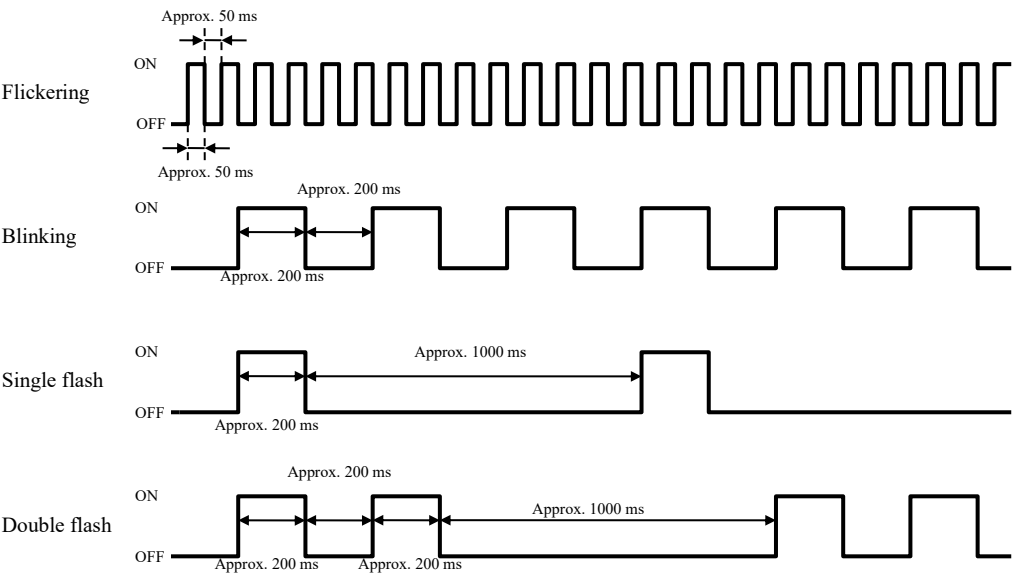 Approx. 50 ms
ON
Flickering
OFF
Approx. 50 ms
Approx. 200 ms
ON
Blinking
OFF
Approx. 200 ms
ON
Approx. 1000 ms
Single flash
OFF
Approx. 200 ms
Approx. 200 ms
ON
Approx. 1000 ms
Double flash
OFF
Approx. 200 ms
Approx. 200 ms